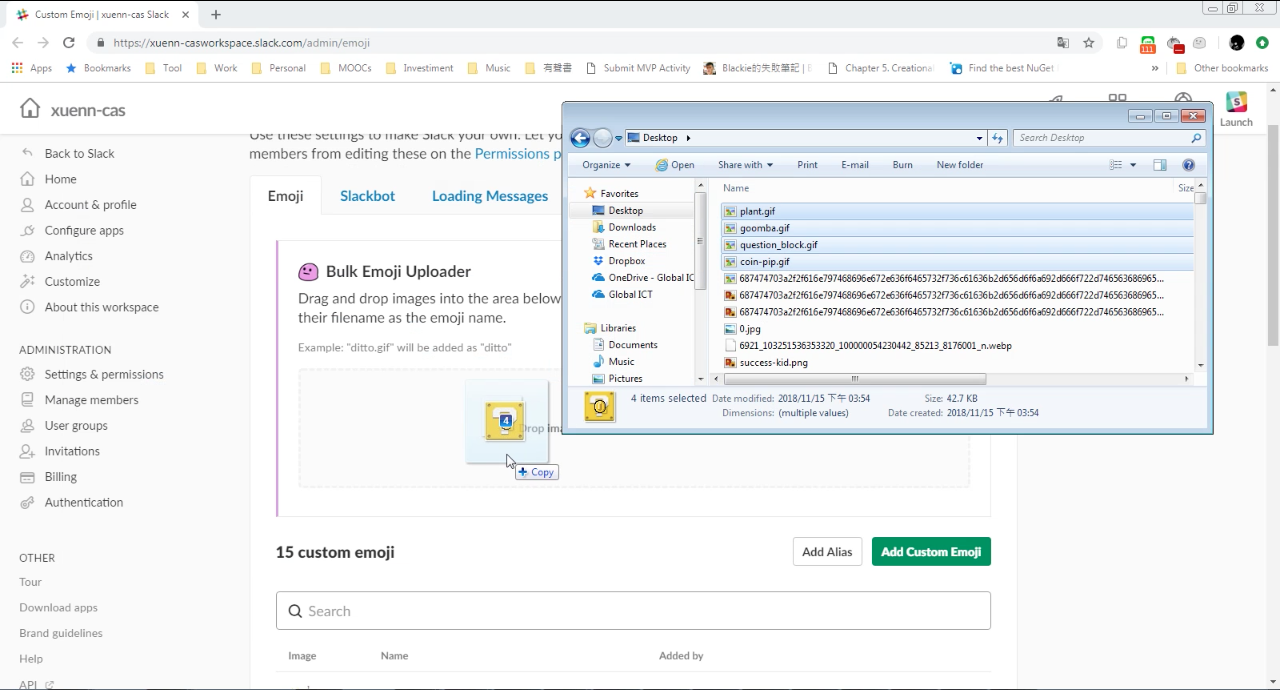 Custom Emoji | xuenn-cas Slack
https://xuenn-casworkspace.slack.com/admin/emoji
111
Apps Bookmarks Tool Work Personal MOOCs Investiment Music 有聲書 Submit MVP Activity Blackie的失敗筆記 | Chapter 5. Creationa Find the best NuGet » Other bookmarks
xuenn-cas
Launch
Use these settings to make Slack your own. Let yo
members from editing these on the Permissions p
Back to Slack
Home
Account & profile
Configure apps
Analytics
Customize
About this workspace
ADMINISTRATION
Settings & permissions
Manage members
User groups
Invitations
Billing
Authentication
OTHER
Tour
Download apps
Brand guidelines
Help
API
Emoji Slackbot Loading Messages
Bulk Emoji Uploader
Drag and drop images into the area below
their filename as the emoji name.
Example: "ditto.gif" will be added as "ditto"
4
Drop ima
Copy
15 custom emoji
Add Alias
Add Custom Emoji
Search
Image Name Added by
Desktop
Search Desktop
Organize Open Share with Print E-mail Burn New folder
Favorites
Desktop
Downloads
Recent Places
Dropbox
OneDrive - Global IC
Global ICT
Libraries
Documents
Music
Pictures
Name Size
plant.gif
goomba.gif
question_block.gif
coin-pip.gif
0.jpg
6921_103251536353320_100000054230442_85213_8176001_n.webp
success-kid.png
4 items selected Date modified: 2018/11/15 下午 03:54 Size: 42.7 KB
Dimensions: (multiple values) Date created: 2018/11/15 下午 03:54